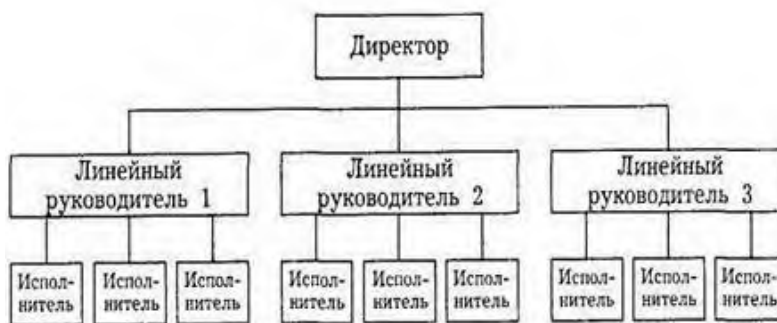 Директор
Линейный
руководитель 1
Линейный
руководитель 2
Линейный
руководитель 3
Испол-
нитель
Испол-
нитель
Испол-
нитель
Испол-
нитель
Испол-
нитель
Испол-
нитель
Испол-
нитель
Испол-
нитель
Испол-
нитель